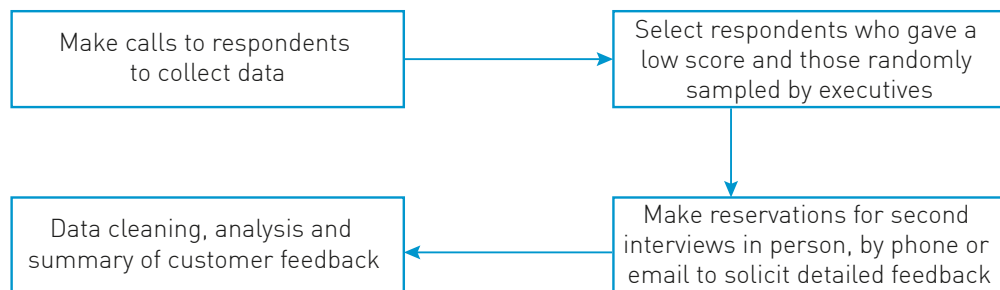 Make calls to respondents
to collect data
Select respondents who gave a
low score and those randomly
sampled by executives
Make reservations for second
interviews in person, by phone or
email to solicit detailed feedback
Data cleaning, analysis and
summary of customer feedback